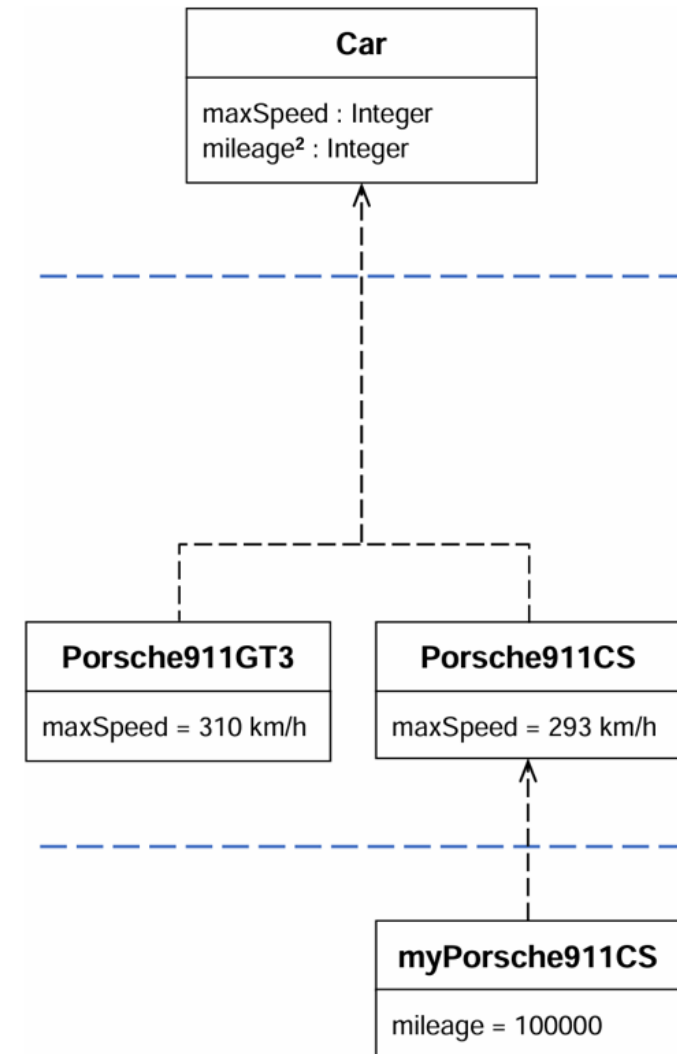 Car
maxSpeed : Integer
mileage² : Integer
Porsche911GT3
maxSpeed = 310 km/h
Porsche911CS
maxSpeed = 293 km/h
myPorsche911CS
mileage = 100000